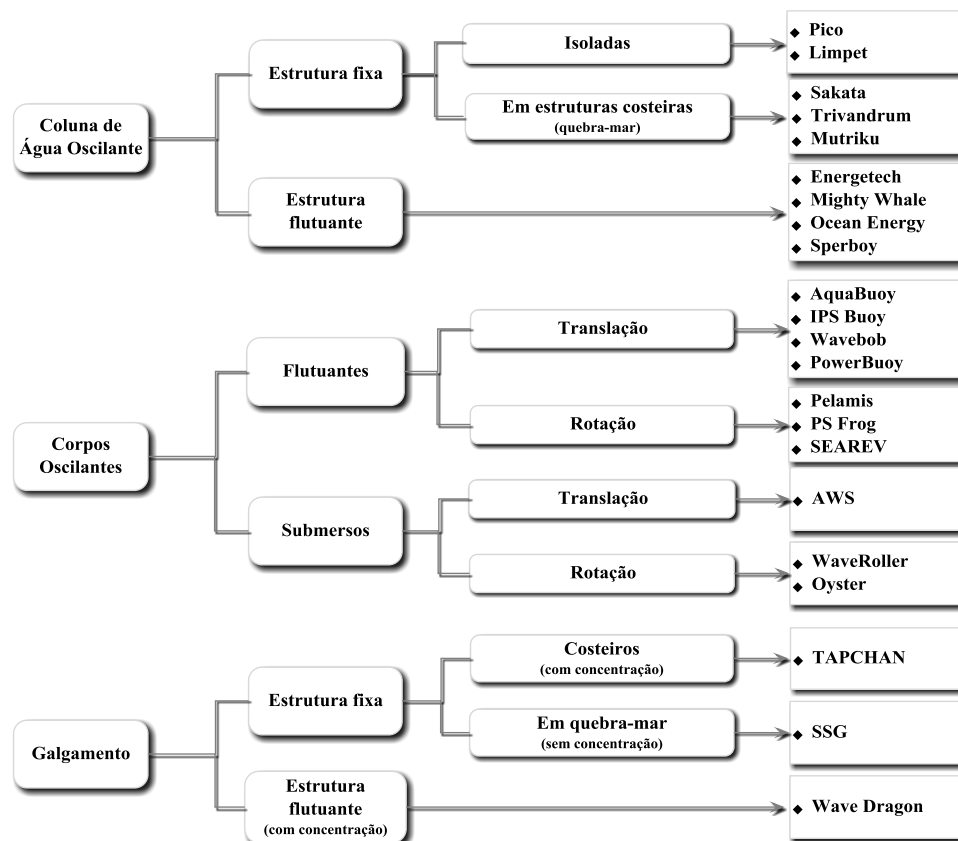 Coluna de
Água Oscilante
Estrutura fixa
Isoladas
Pico
Limpet
Em estruturas costeiras
(quebra-mar)
Sakata
Trivandrum
Mutriku
Estrutura
flutuante
Energetech
Mighty Whale
Ocean Energy
Sperboy
Corpos
Oscilantes
Flutuantes
Translação
AquaBuoy
IPS Buoy
Wavebob
PowerBuoy
Rotação
Pelamis
PS Frog
SEAREV
Submersos
Translação
AWS
Rotação
WaveRoller
Oyster
Galgamento
Estrutura fixa
Costeiros
(com concentração)
TAPCHAN
Em quebra-mar
(sem concentração)
SSG
Estrutura
flutuante
(com concentração)
Wave Dragon